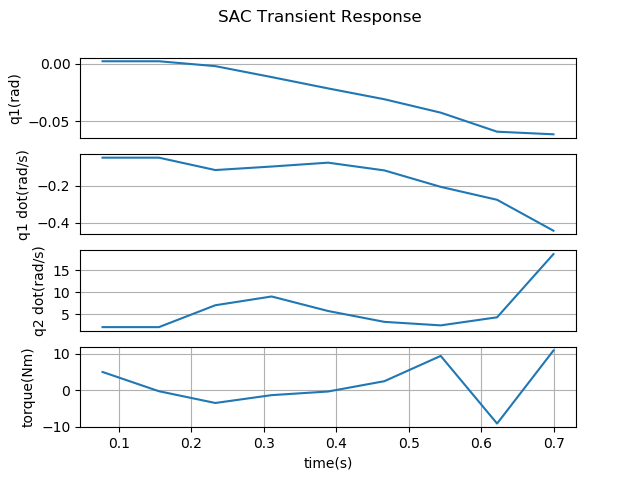 SAC Transient Response
0.00
−0.05
q1(rad)
−0.2
−0.4
q1 dot(rad/s)
15
10
5
q2 dot(rad/s)
10
0
−10
torque(Nm)
0.1 0.2 0.3 0.4 0.5 0.6 0.7
time(s)